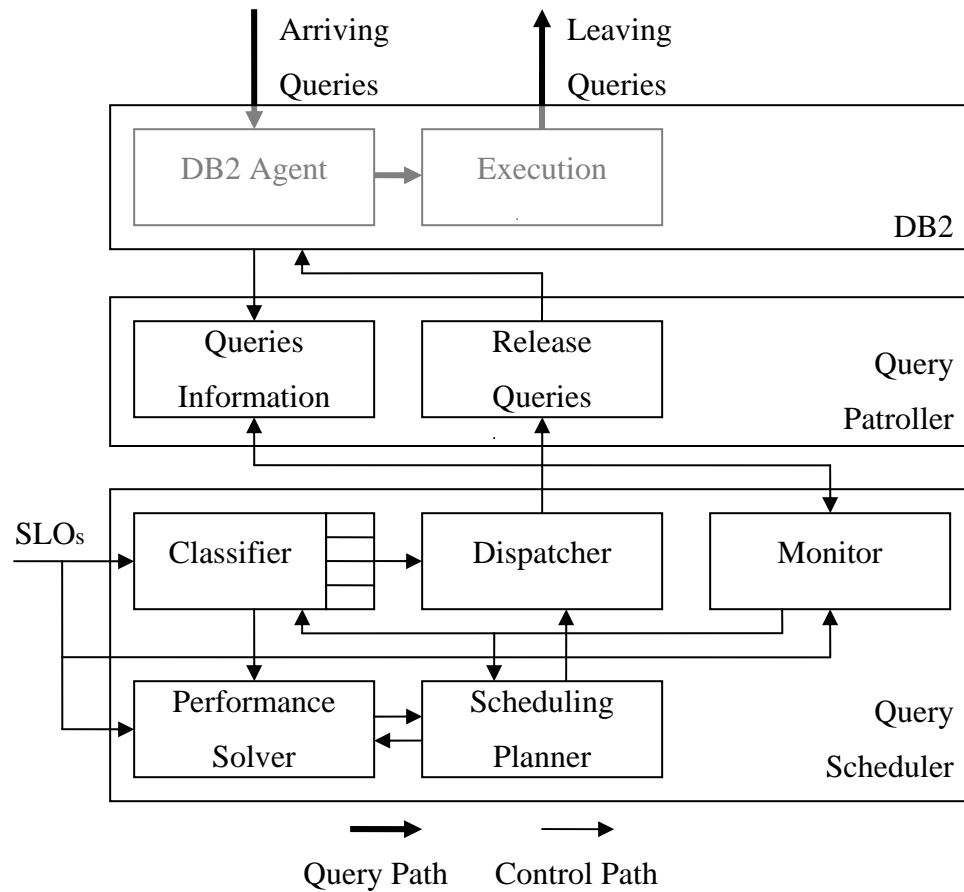 Arriving
Queries
Leaving
Queries
DB2 Agent
Execution
DB2
Queries
Information
Release
Queries
Query
Patroller
SLOs
Classifier
Dispatcher
Monitor
Performance
Solver
Scheduling
Planner
Query
Scheduler
Query Path
Control Path